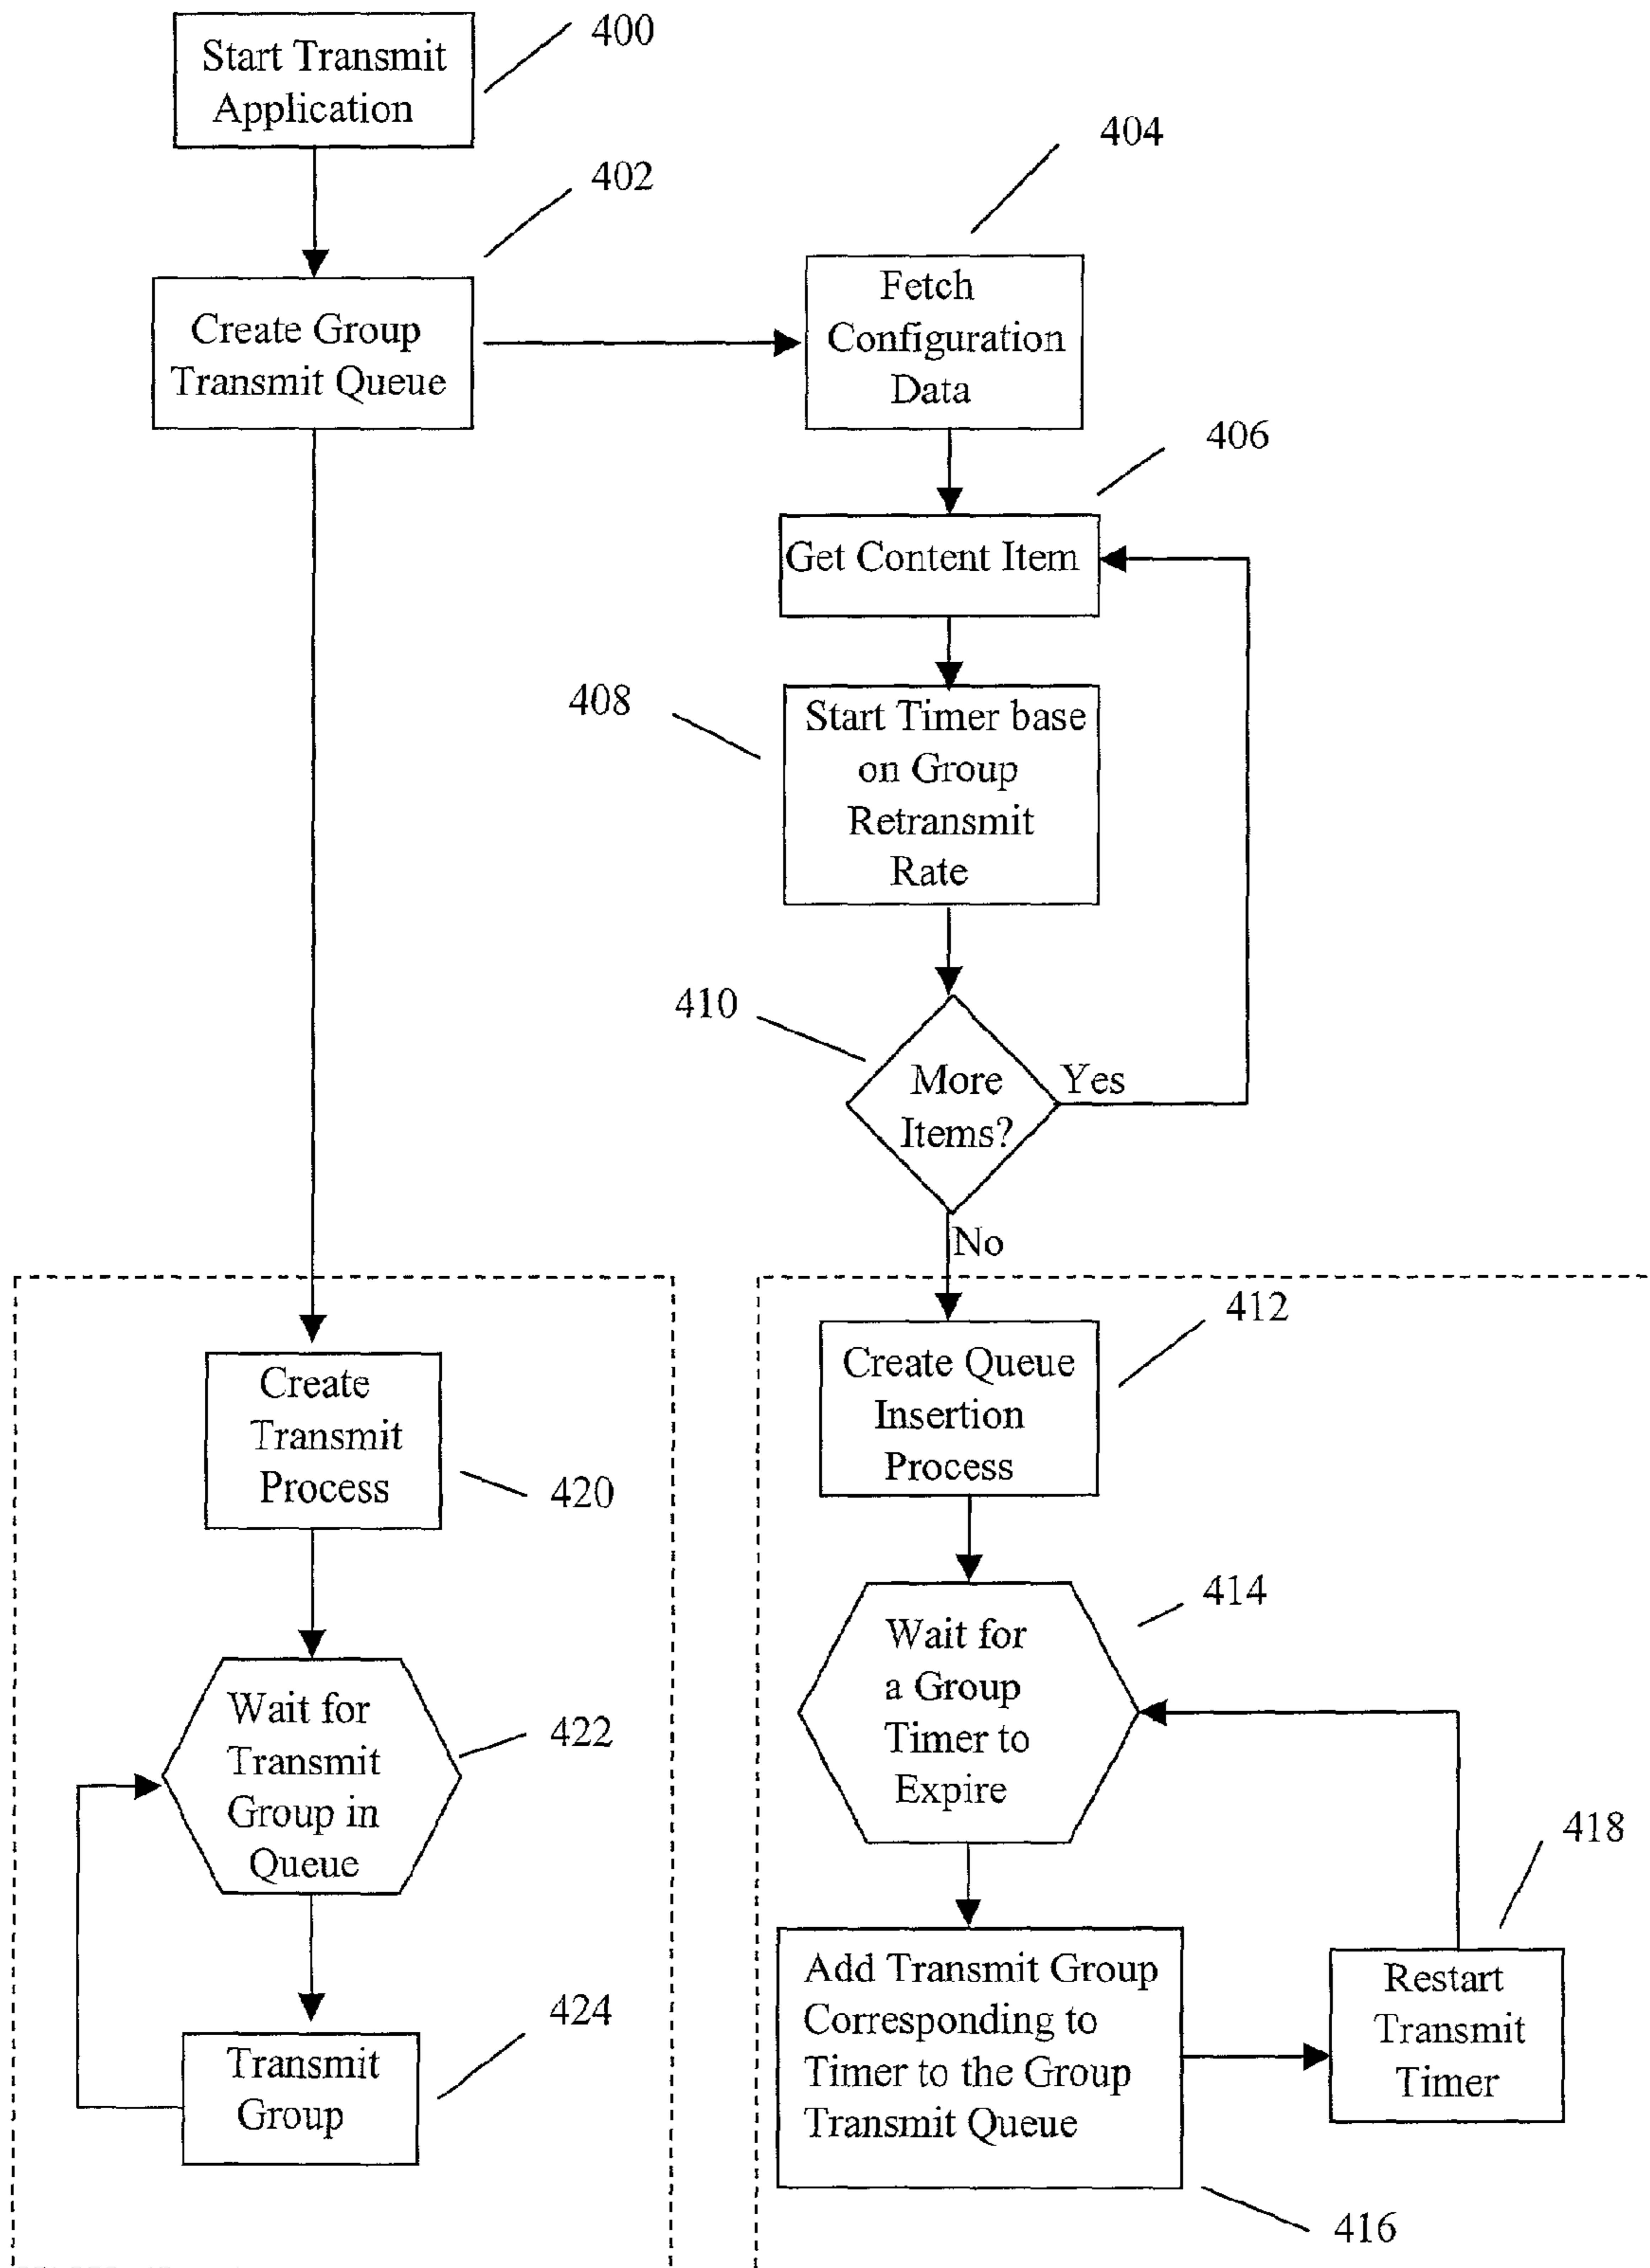 Start Transmit
Application
400
402
Create Group
Transmit Queue
404
Fetch
Configuration
Data
406
Get Content Item
408
Start Timer base
on Group
Retransmit
Rate
410
More
Items?
Yes
No
412
Create Queue
Insertion
Process
414
Wait for
a Group
Timer to
Expire
Add Transmit Group
Corresponding to
Timer to the Group
Transmit Queue
416
418
Restart
Transmit
Timer
Create
Transmit
Process
420
Wait for
Transmit
Group in
Queue
422
424
Transmit
Group